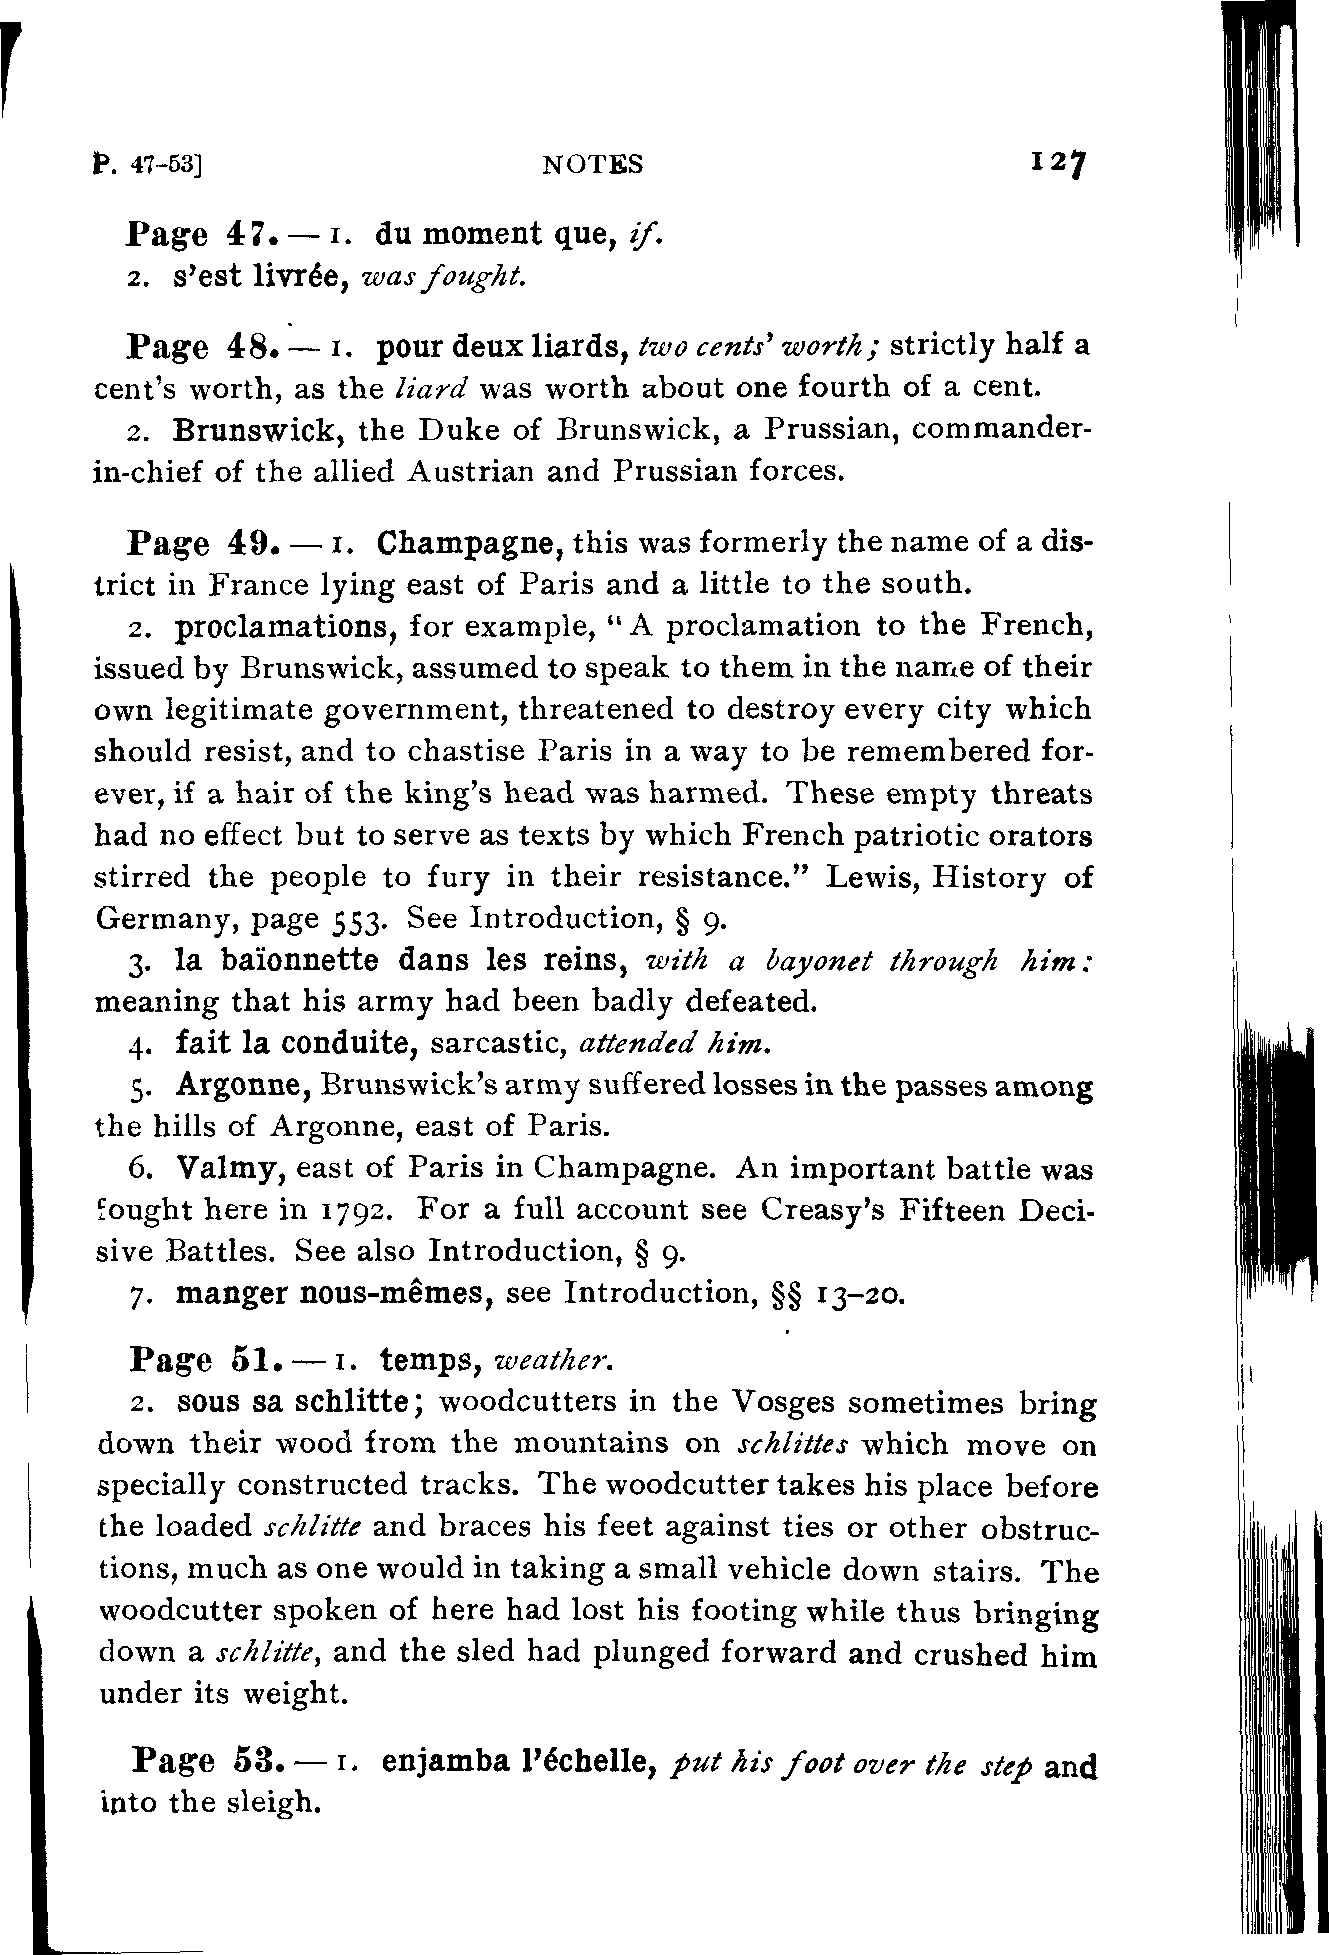 P. 47–53] NOTES 127
Page 47. — 1. du moment que, if.
2. s'est livrée, was fought.
Page 48. — 1. pour deux liards, two cents' worth; strictly half a
cent's worth, as the liard was worth about one fourth of a cent.
2. Brunswick, the Duke of Brunswick, a Prussian, commander-
in-chief of the allied Austrian and Prussian forces.
Page 49. — 1. Champagne, this was formerly the name of a dis-
trict in France lying east of Paris and a little to the south.
2. proclamations, for example, "A proclamation to the French,
issued by Brunswick, assumed to speak to them in the name of their
own legitimate government, threatened to destroy every city which
should resist, and to chastise Paris in a way to be remembered for-
ever, if a hair of the king's head was harmed. These empty threats
had no effect but to serve as texts by which French patriotic orators
stirred the people to fury in their resistance." Lewis, History of
Germany, page 553. See Introduction, § 9.
3. la baïonnette dans les reins, with a bayonet through him:
meaning that his army had been badly defeated.
4. fait la conduite, sarcastic, attended him.
5. Argonne, Brunswick's army suffered losses in the passes among
the hills of Argonne, east of Paris.
6. Valmy, east of Paris in Champagne. An important battle was
fought here in 1792. For a full account see Creasy's Fifteen Deci-
sive Battles. See also Introduction, § 9.
7. manger nous-mêmes, see Introduction, §§ 13–20.
Page 51. — 1. temps, weather.
2. sous sa schlitte; woodcutters in the Vosges sometimes bring
down their wood from the mountains on schlittes which move on
specially constructed tracks. The woodcutter takes his place before
the loaded schlitte and braces his feet against ties or other obstruc-
tions, much as one would in taking a small vehicle down stairs. The
woodcutter spoken of here had lost his footing while thus bringing
down a schlitte, and the sled had plunged forward and crushed him
under its weight.
Page 53. — 1. enjamba l'échelle, put his foot over the step and
into the sleigh.